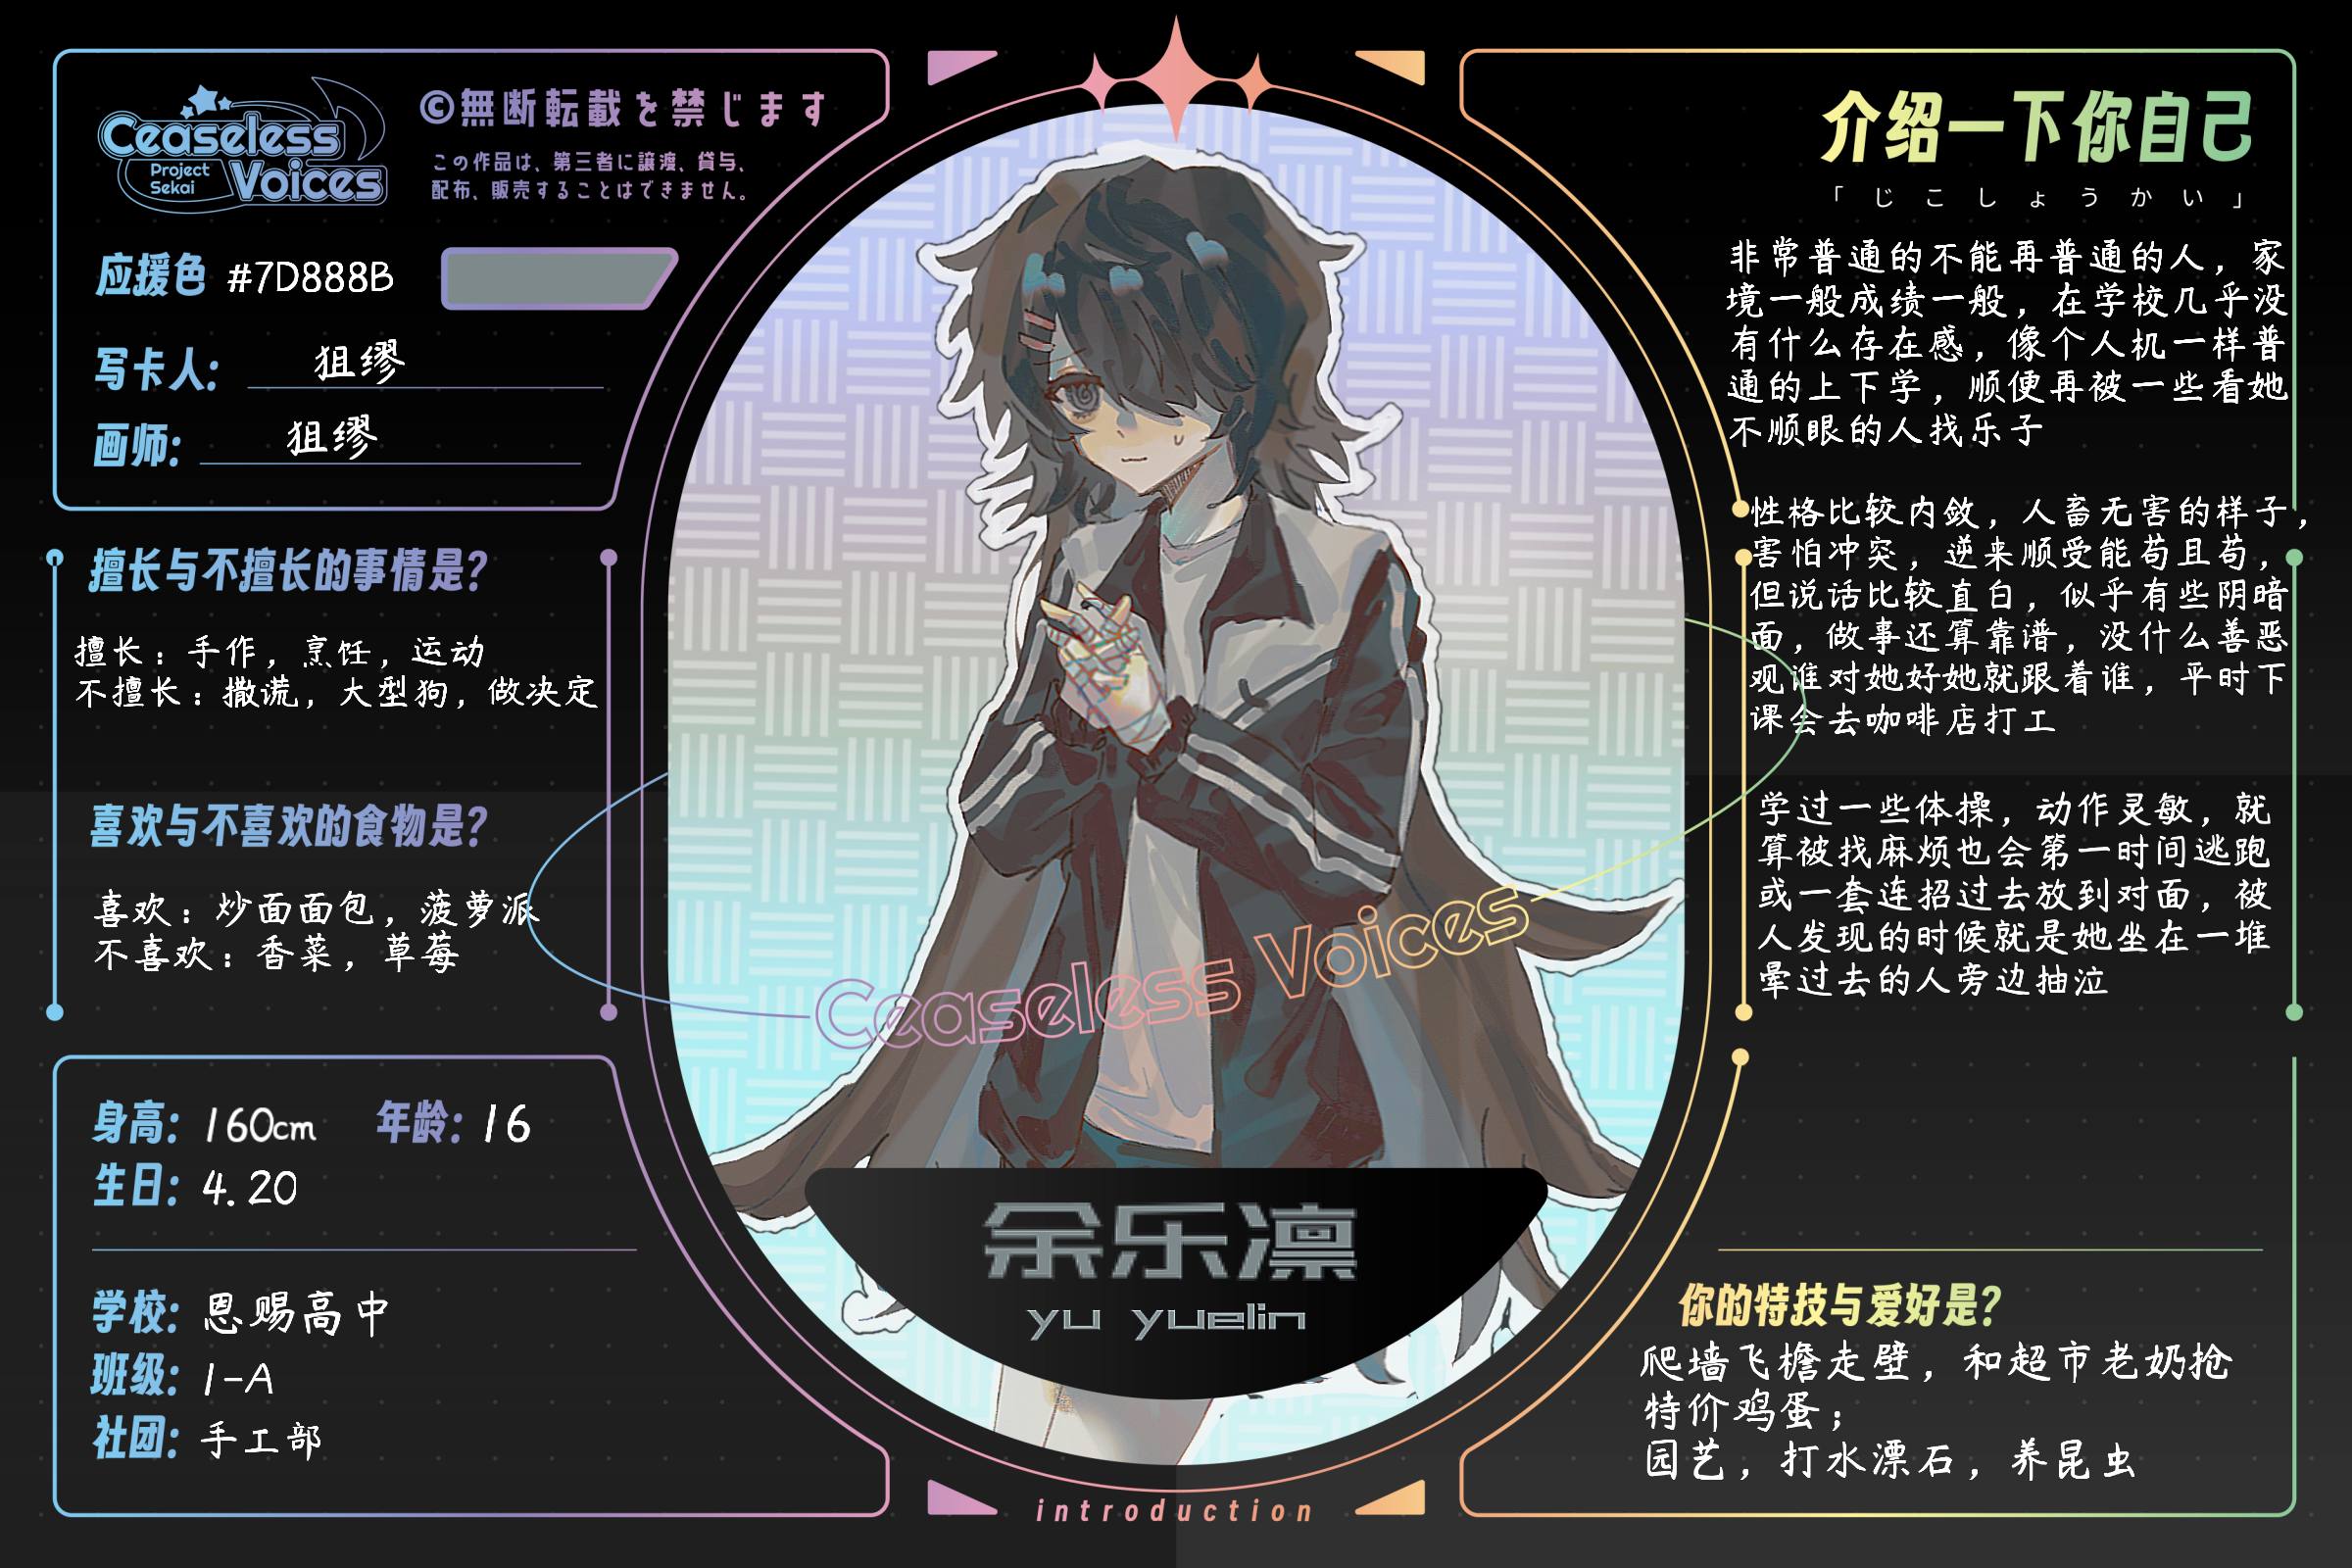 Ceaseless
Project
Sekai
Voices
©無断転載を禁じます
この作品は、第三者に譲渡、貸与、
配布、販売することはできません。
应援色 #7D888B
写卡人: 狙缪
画师: 狙缪
擅长与不擅长的事情是?
擅长：手作，烹饪，运动
不擅长：撒谎，大型狗，做决定
喜欢与不喜欢的食物是?
喜欢：炒面面包，菠萝派
不喜欢：香菜，草莓
身高: 160cm 年龄: 16
生日: 4.20
学校: 恩赐高中
班级: 1-A
社团: 手工部
Ceaseless Voices
余乐凛
yu yuelin
introduction
介绍一下你自己
「じこしょうかい」
非常普通的不能再普通的人，家
境一般成绩一般，在学校几乎没
有什么存在感，像个人机一样普
通的上下学，顺便再被一些看她
不顺眼的人找乐子
性格比较内敛，人畜无害的样子，
害怕冲突，逆来顺受能苟且苟，
但说话比较直白，似乎有些阴暗
面，做事还算靠谱，没什么善恶
观谁对她好她就跟着谁，平时下
课会去咖啡店打工
学过一些体操，动作灵敏，就
算被找麻烦也会第一时间逃跑
或一套连招过去放到对面，被
人发现的时候就是她坐在一堆
晕过去的人旁边抽泣
你的特技与爱好是?
爬墙飞檐走壁，和超市老奶抢
特价鸡蛋；
园艺，打水漂石，养昆虫